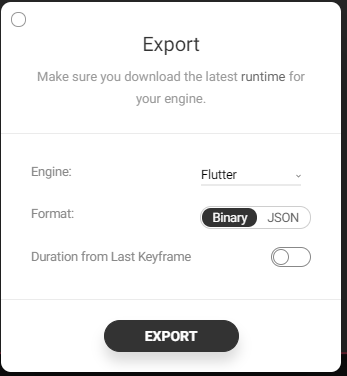 Export
Make sure you download the latest runtime for
your engine.
Engine:
Flutter
Format:
Binary JSON
Duration from Last Keyframe
EXPORT